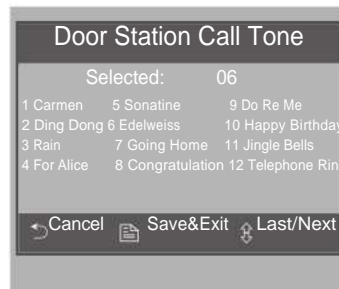 Door Station Call Tone
Selected: 06
1 Carmen 5 Sonatine 9 Do Re Me
2 Ding Dong 6 Edelweiss 10 Happy Birthday
3 Rain 7 Going Home 11 Jingle Bells
4 For Alice 8 Congratulation 12 Telephone Rin
Cancel Save&Exit Last/Next